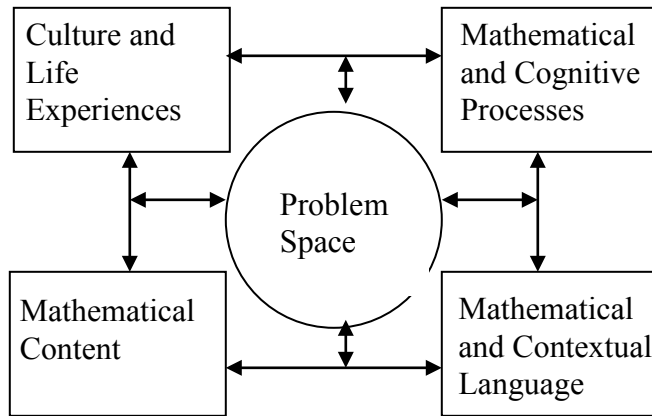 Culture and
Life
Experiences
Mathematical
and Cognitive
Processes
Problem
Space
Mathematical
Content
Mathematical
and Contextual
Language